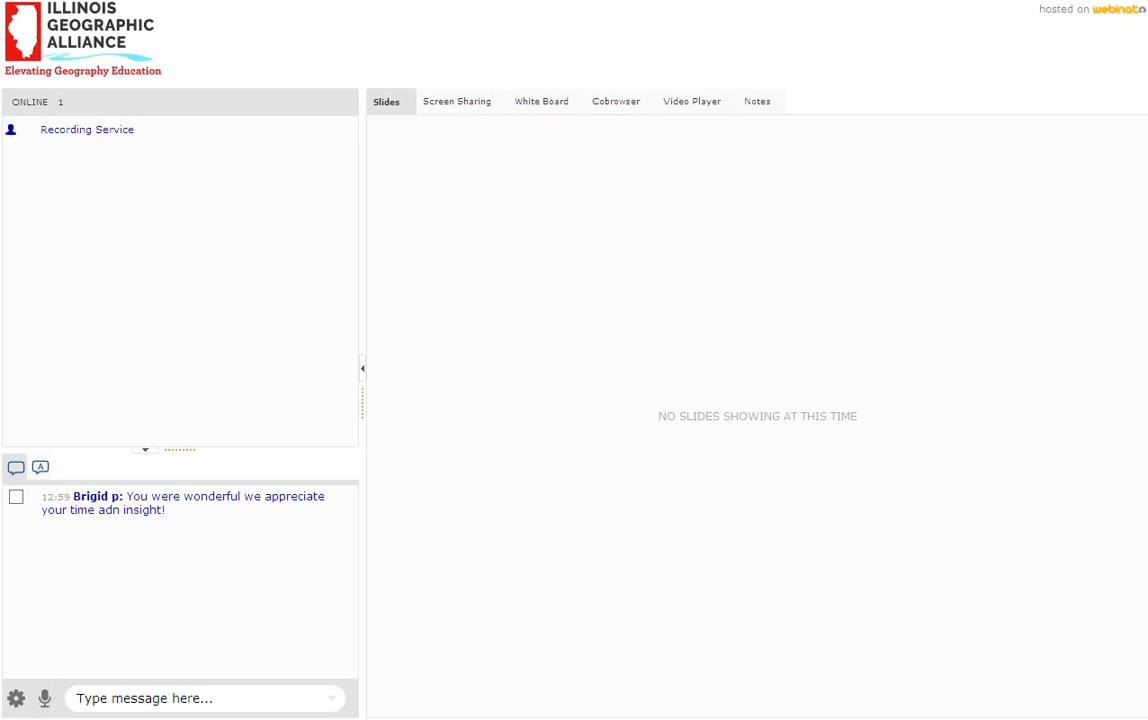 ILLINOIS
GEOGRAPHIC
ALLIANCE
Elevating Geography Education
hosted on webinato
ONLINE 1
Recording Service
Slides Screen Sharing White Board Cobrowser Video Player Notes
NO SLIDES SHOWING AT THIS TIME
A
12:59 Brigid p: You were wonderful we appreciate
your time adn insight!
Type message here...